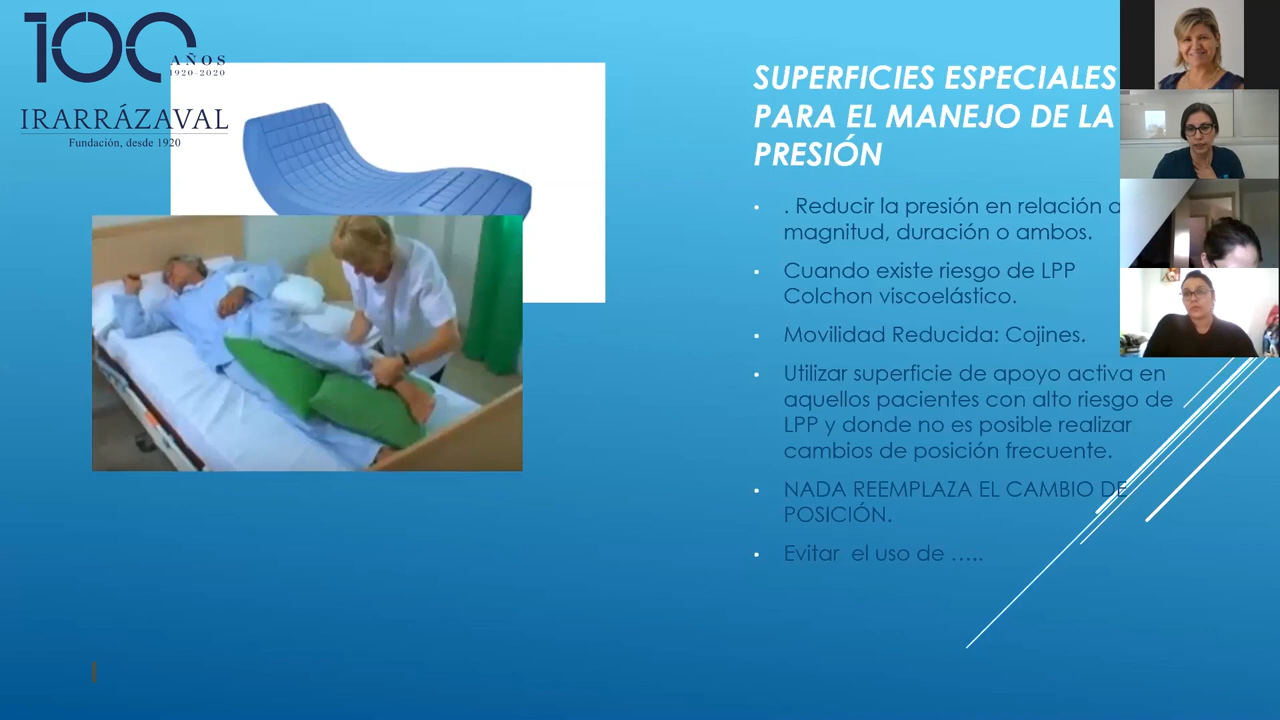 100
AÑOS
1920-2020
IRARRÁZAVAL
Fundación, desde 1920
SUPERFICIES ESPECIALES
PARA EL MANEJO DE LA
PRESIÓN
• . Reducir la presión en relación a
magnitud, duración o ambos.
• Cuando existe riesgo de LPP
Colchon viscoelástico.
• Movilidad Reducida: Cojines.
• Utilizar superficie de apoyo activa en
aquellos pacientes con alto riesgo de
LPP y donde no es posible realizar
cambios de posición frecuente.
• NADA REEMPLAZA EL CAMBIO DE
POSICIÓN.
• Evitar el uso de …..